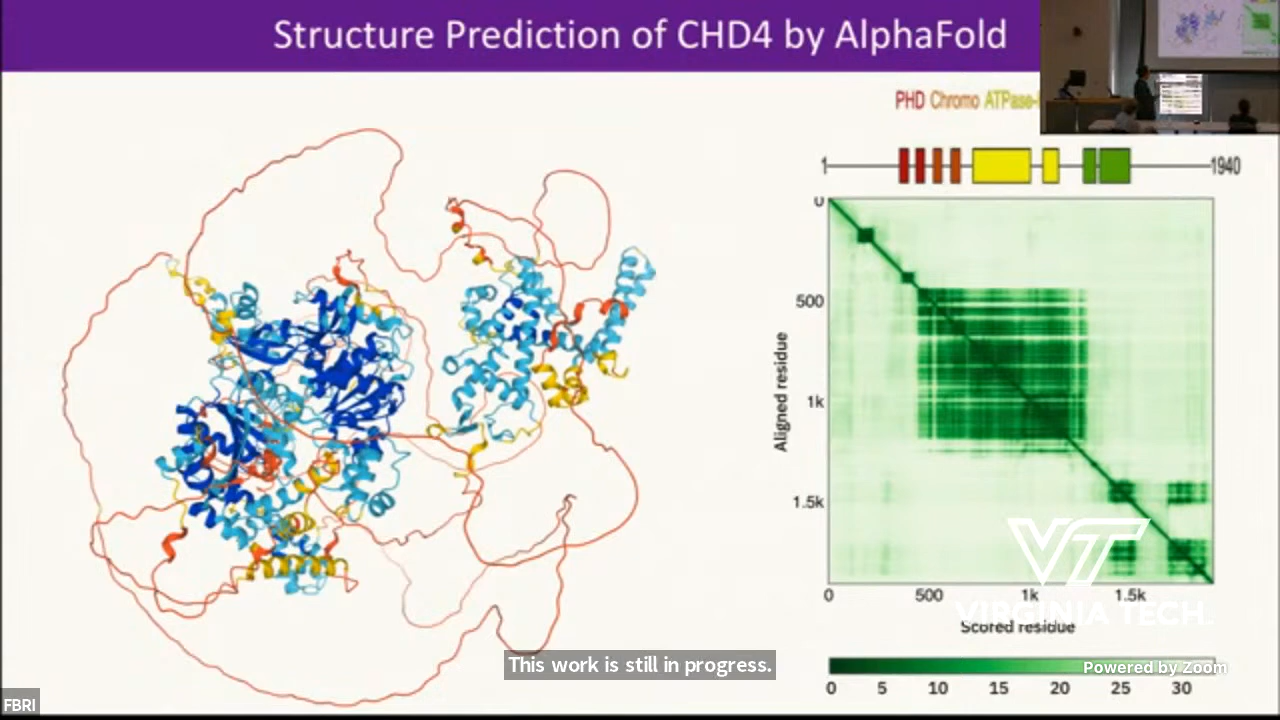 Structure Prediction of CHD4 by AlphaFold
PHD Chromo ATPase-
1 1940
0
500
1k
1.5k
Aligned residue
0 500 1k 1.5k
Scored residue
VT
VIRGINIA TECH.
This work is still in progress.
Powered by Zoom
0 5 10 15 20 25 30
FBRI